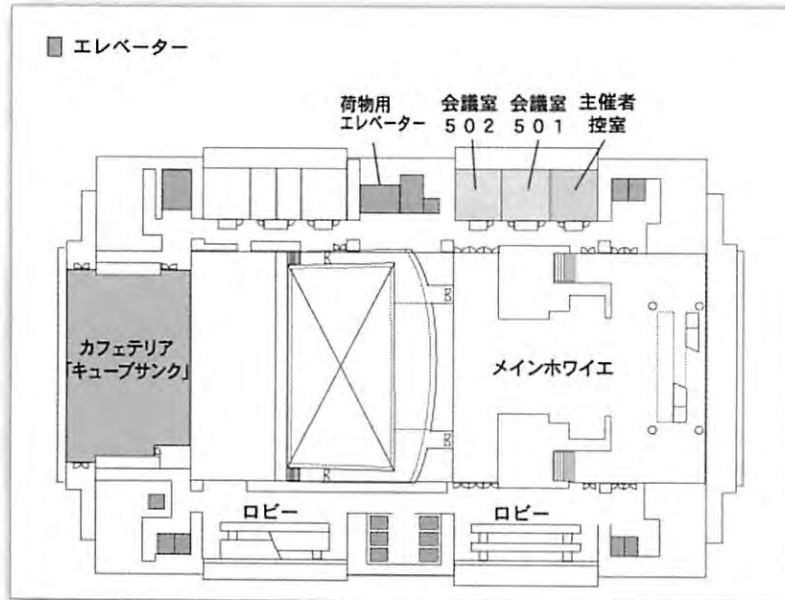 エレベーター
荷物用
エレベーター
会議室
５０２
会議室
５０１
主催者
控室
カフェテリア
「キューブサンク」
メインホワイエ
ロビー
ロビー